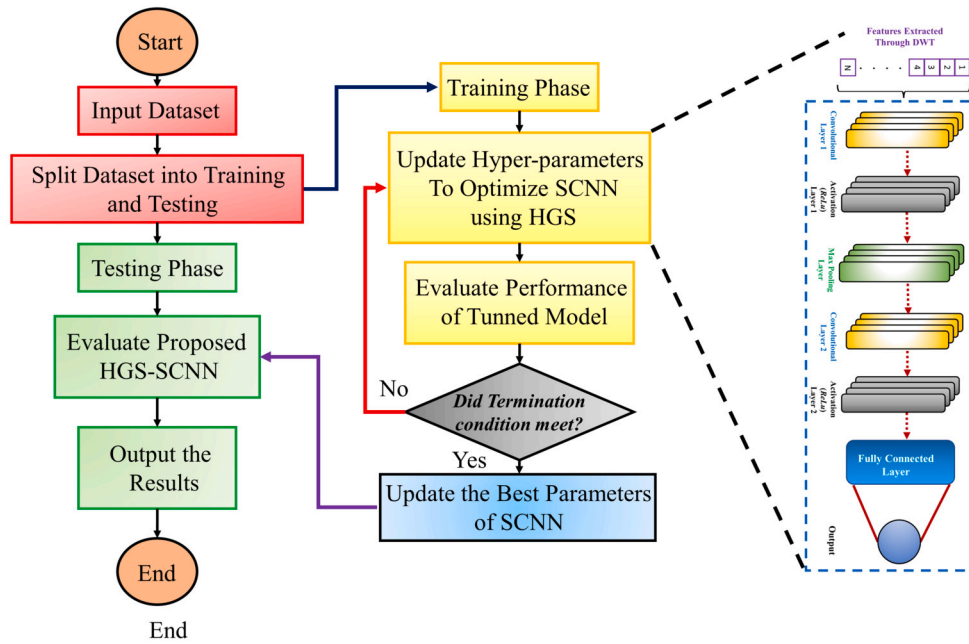 Start
Input Dataset
Split Dataset into Training
and Testing
Testing Phase
Evaluate Proposed
HGS-SCNN
Output the
Results
End
End
Training Phase
Update Hyper-parameters
To Optimize SCNN
using HGS
Evaluate Performance
of Tunned Model
Did Termination
condition meet?
No
Yes
Update the Best Parameters
of SCNN
Features Extracted
Through DWT
N . . . . 4 3 2 1
Convolutional
Layer 1
Activation
(ReLu)
Layer 1
Max Pooling
Layer
Convolutional
Layer 2
Activation
(ReLu)
Layer 2
Fully Connected
Layer
Output